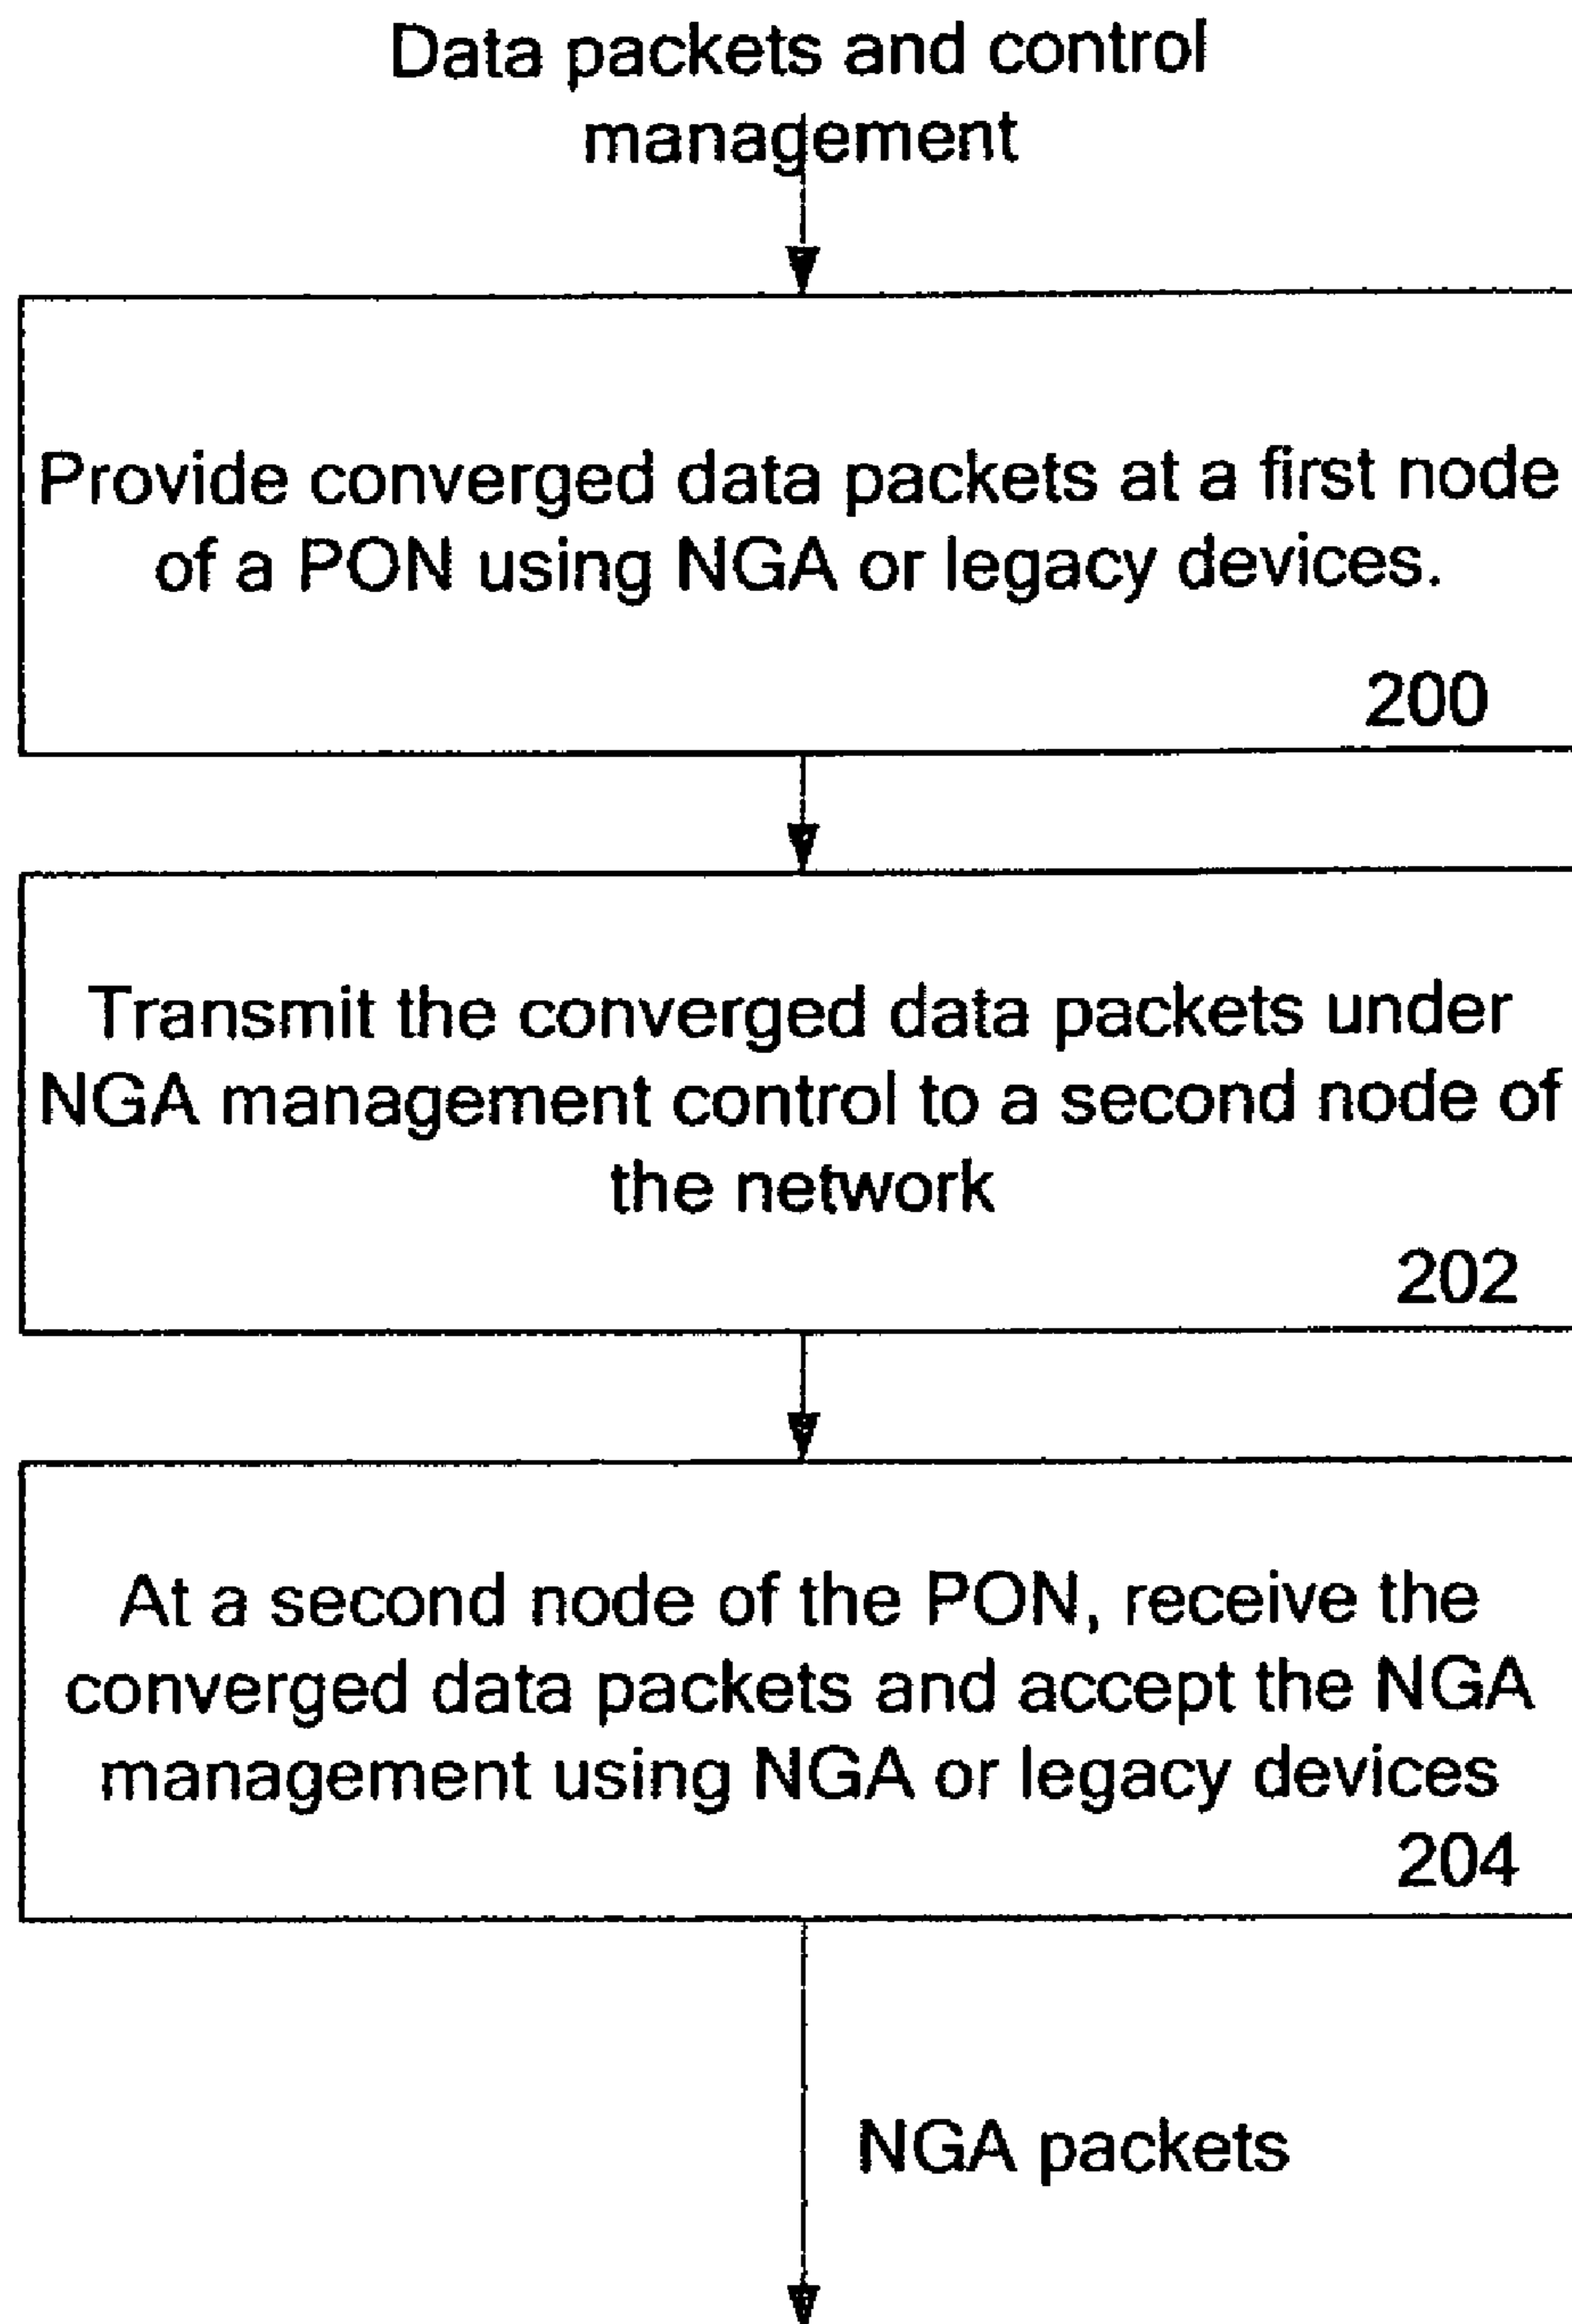 Data packets and control
management
Provide converged data packets at a first node
of a PON using NGA or legacy devices.
200
Transmit the converged data packets under
NGA management control to a second node of
the network
202
At a second node of the PON, receive the
converged data packets and accept the NGA
management using NGA or legacy devices
204
NGA packets